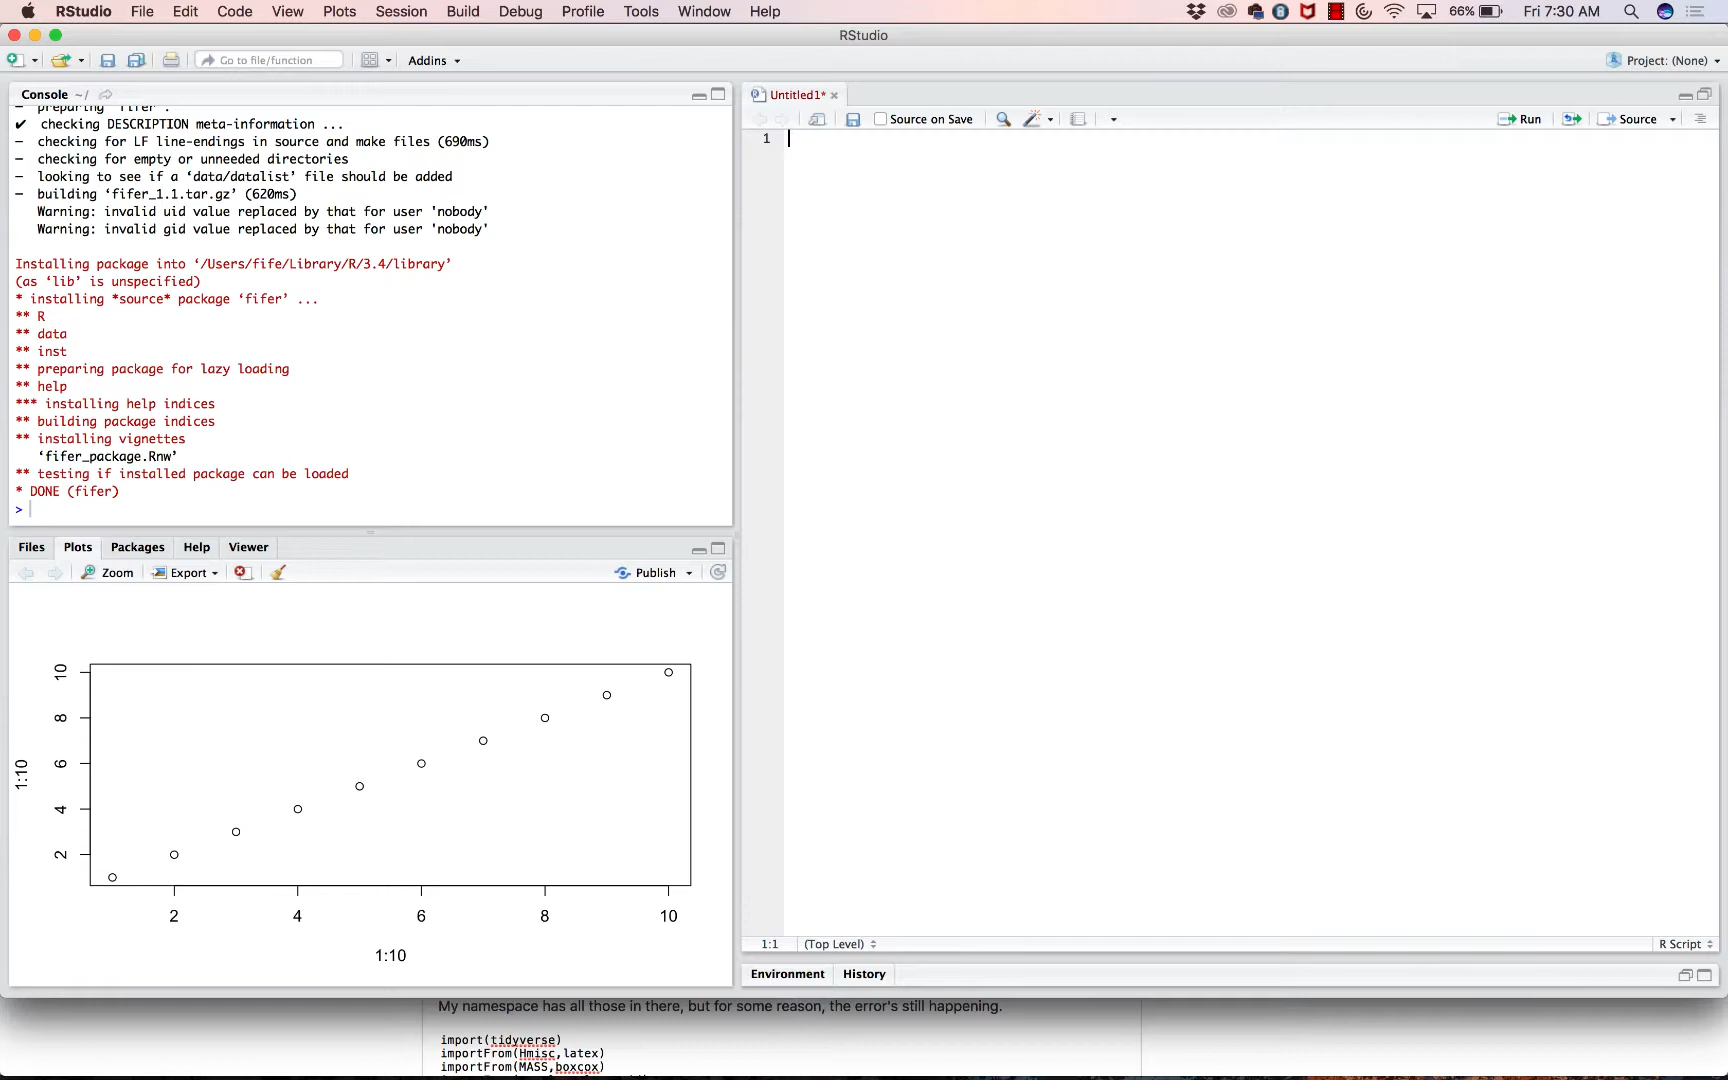 RStudio File Edit Code View Plots Session Build Debug Profile Tools Window Help 66% Fri 7:30 AM
RStudio
Go to file/function Addins Project: (None)
Console ~/
– preparing ‘fifer’:
✔ checking DESCRIPTION meta-information ...
– checking for LF line-endings in source and make files (690ms)
– checking for empty or unneeded directories
– looking to see if a ‘data/datalist’ file should be added
– building ‘fifer_1.1.tar.gz’ (620ms)
Warning: invalid uid value replaced by that for user 'nobody'
Warning: invalid gid value replaced by that for user 'nobody'
Installing package into ‘/Users/fife/Library/R/3.4/library’
(as ‘lib’ is unspecified)
* installing *source* package ‘fifer’ ...
** R
** data
** inst
** preparing package for lazy loading
** help
*** installing help indices
** building package indices
** installing vignettes
‘fifer_package.Rnw’
** testing if installed package can be loaded
* DONE (fifer)
>
Files Plots Packages Help Viewer
Zoom Export Publish
10
8
6
4
2
1:10
2 4 6 8 10
1:10
Untitled1*
Source on Save Run Source
1
1:1 (Top Level) R Script
Environment History
My namespace has all those in there, but for some reason, the error's still happening.
import(tidyverse)
importFrom(Hmisc,latex)
importFrom(MASS,boxcox)